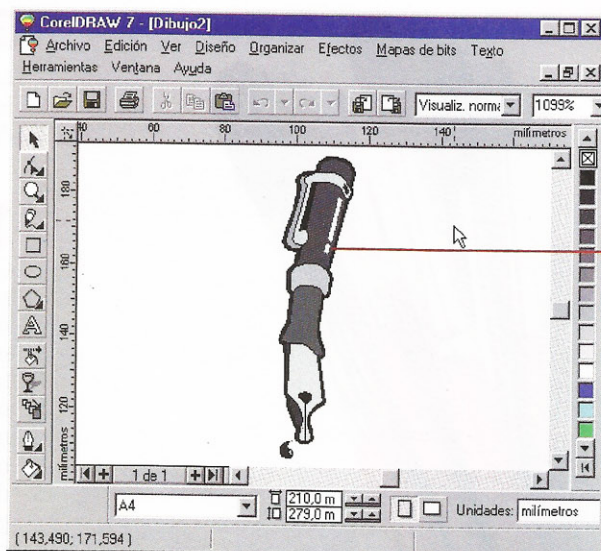 CorelDRAW 7 - [Dibujo2]
Archivo Edición Ver Diseño Organizar Efectos Mapas de bits Texto
Herramientas Ventana Ayuda
Visualiz. norma 1099%
40 60 80 100 120 140 milímetros
180
160
140
120
milímetros
1 de 1
A4 210,0 m
279,0 m
Unidades: milímetros
(143,490; 171,594)